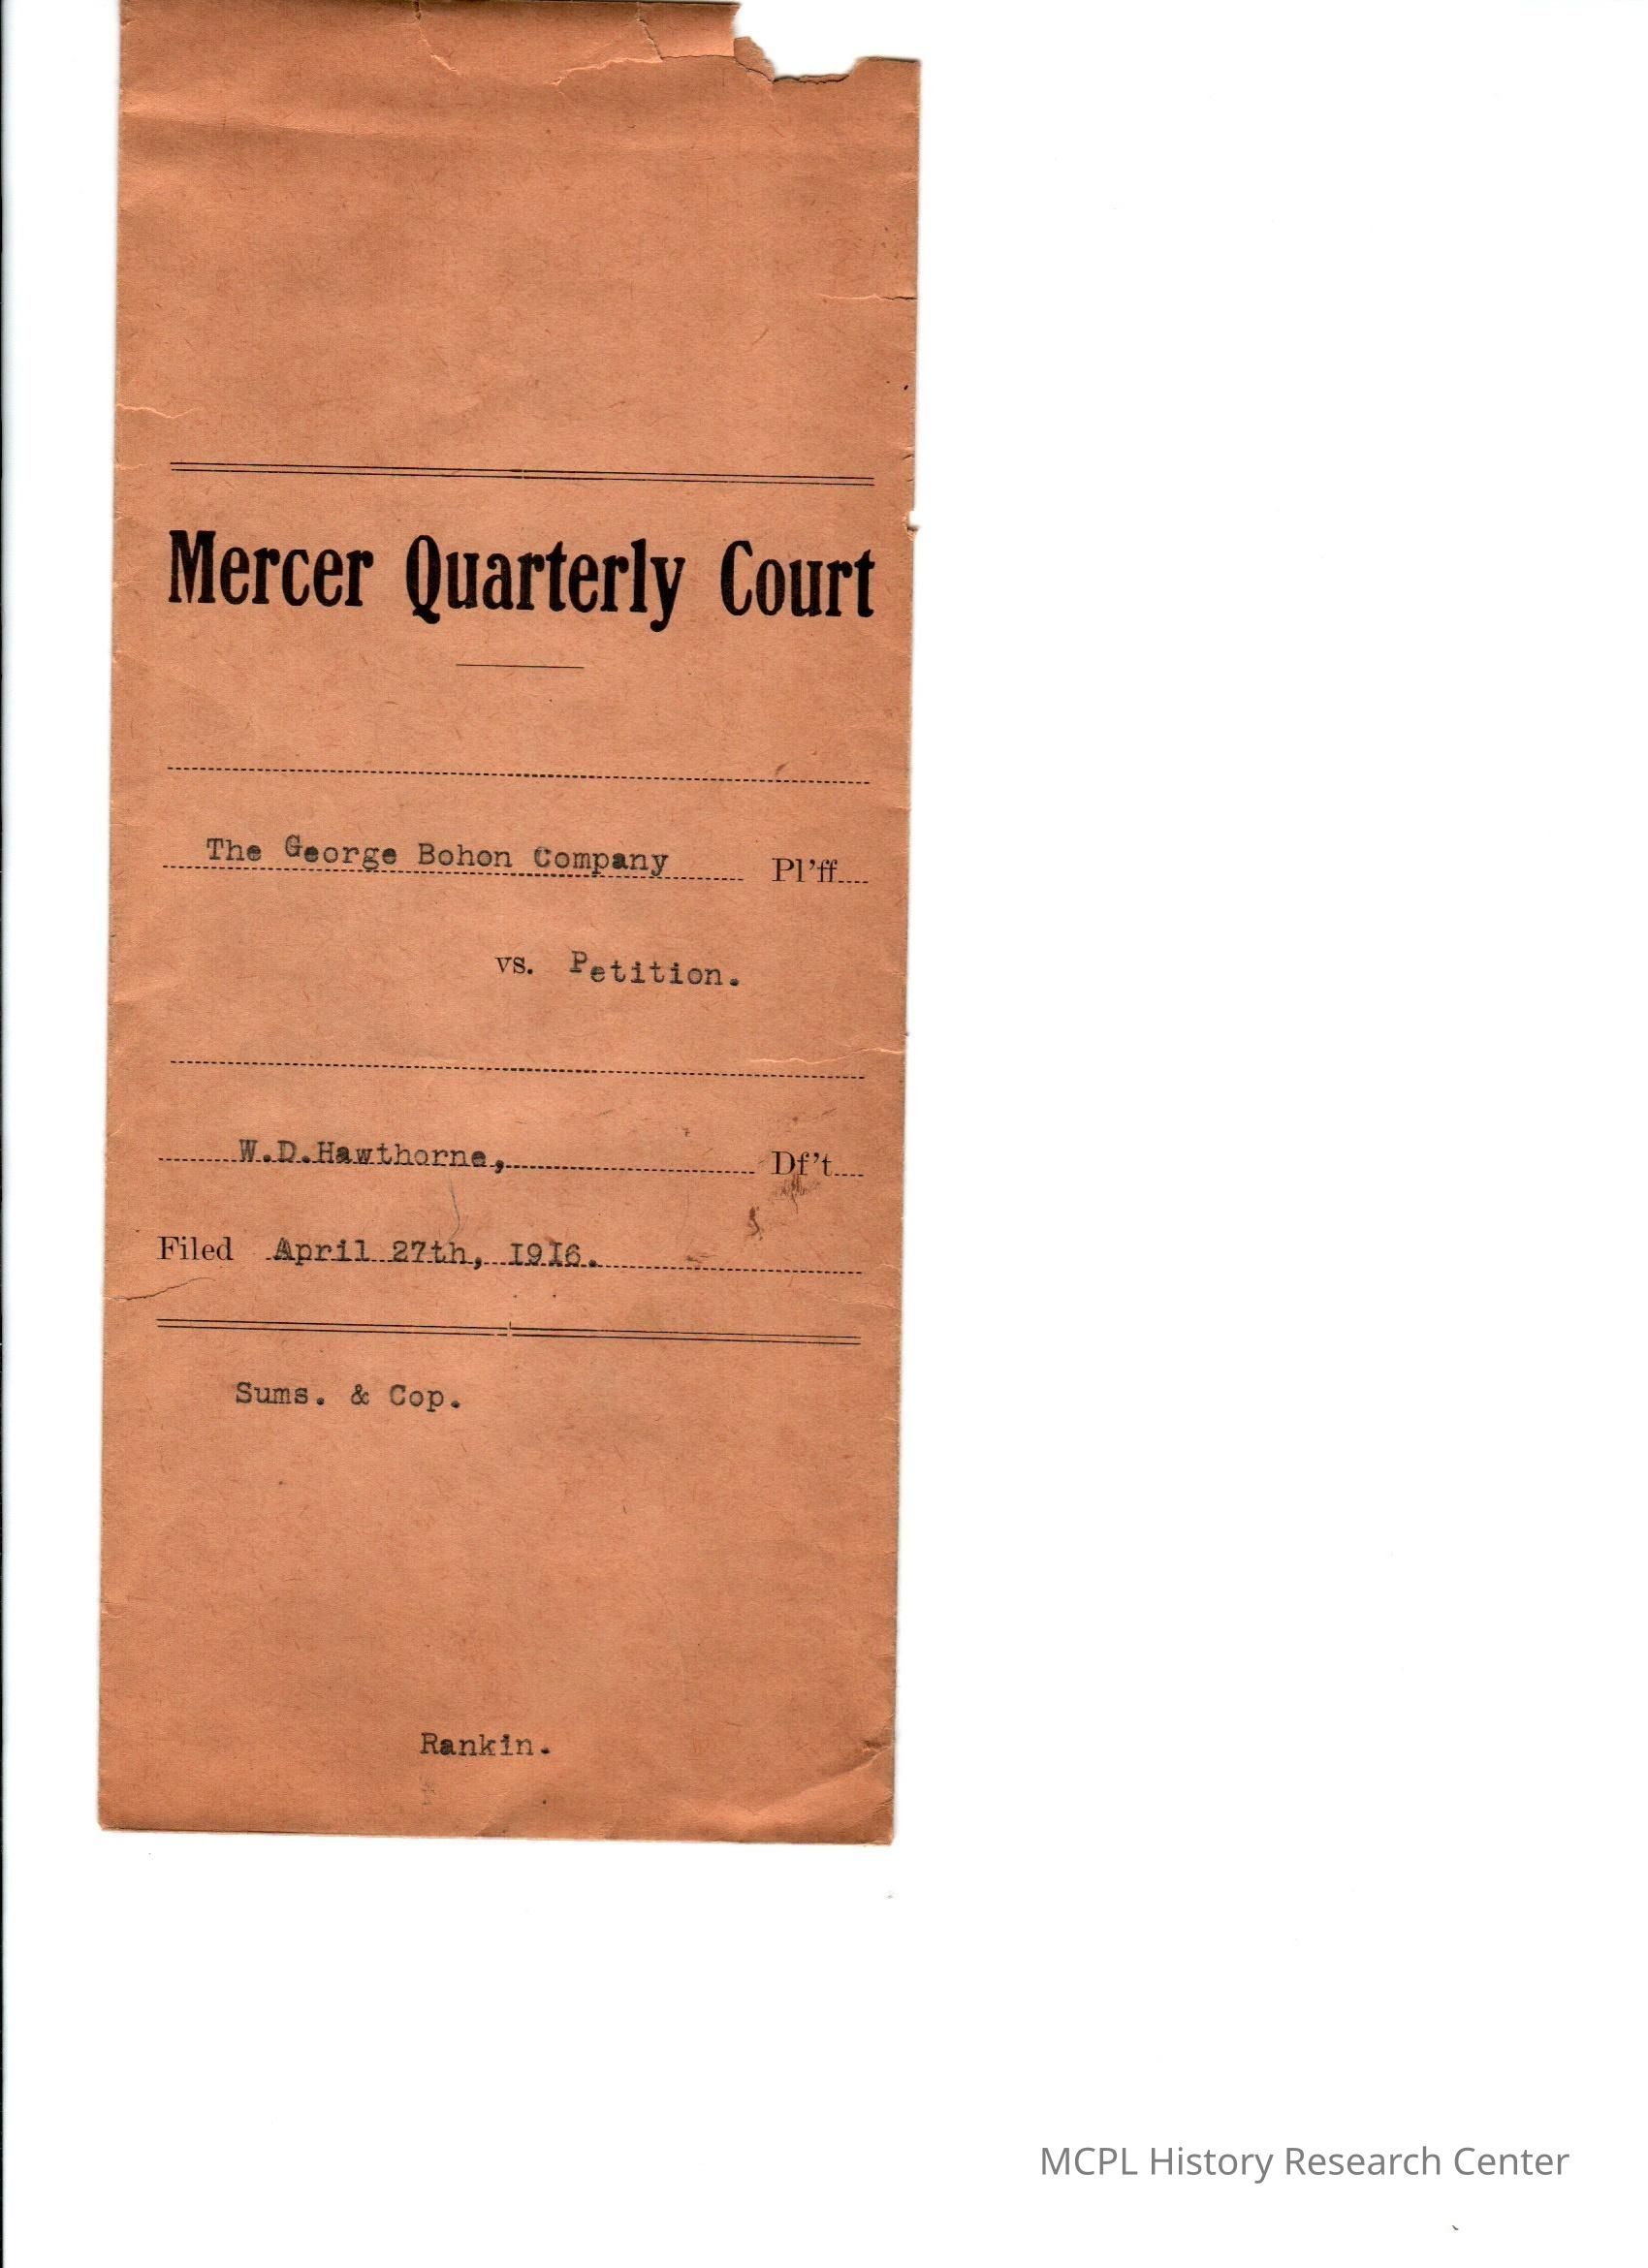 Mercer Quarterly Court
The George Bohon Company Pl'ff
vs. Petition.
W.D.Hawthorne, Df't
Filed April 27th, I9I6.
Sums. & Cop.
Rankin.
MCPL History Research Center